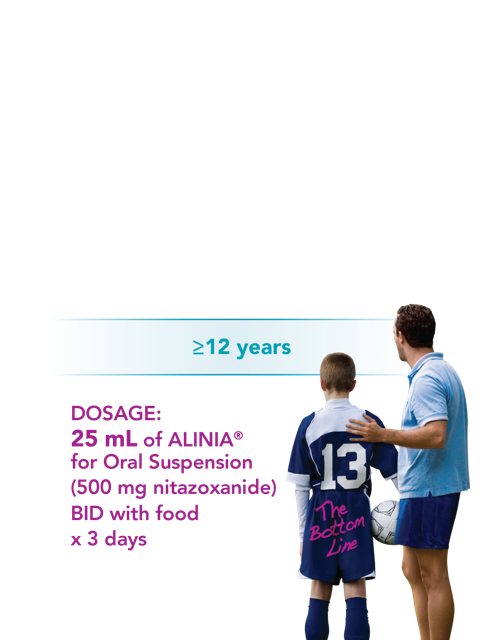 ≥12 years
DOSAGE:
25 mL of ALINIA®
for Oral Suspension
(500 mg nitazoxanide)
BID with food
x 3 days
13
The
Bottom
Line